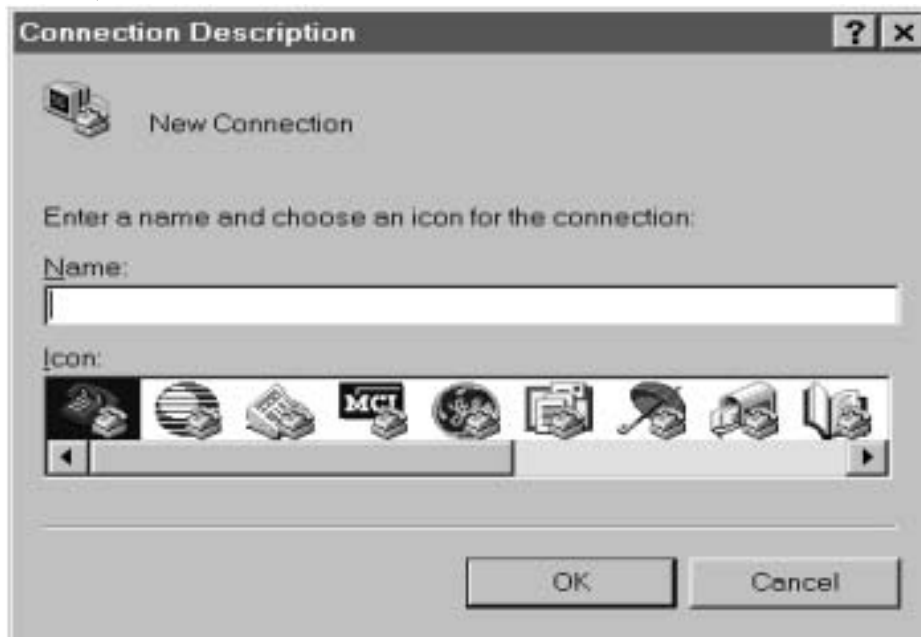 Connection Description
New Connection
Enter a name and choose an icon for the connection:
Name:
Icon:
MCI
OK
Cancel